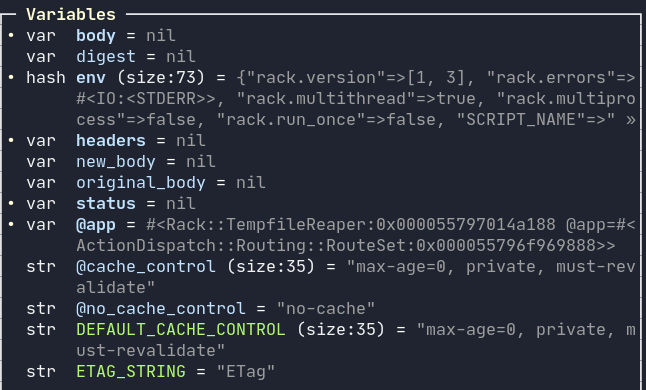 Variables
• var body = nil
var digest = nil
• hash env (size:73) = {"rack.version"=>[1, 3], "rack.errors"=>
#<IO:<STDERR>>, "rack.multithread"=>true, "rack.multipro
cess"=>false, "rack.run_once"=>false, "SCRIPT_NAME"=>" »
• var headers = nil
var new_body = nil
var original_body = nil
• var status = nil
• var @app = #<Rack::TempfileReaper:0x000055797014a188 @app=#<
ActionDispatch::Routing::RouteSet:0x000055796f969888>>
str @cache_control (size:35) = "max-age=0, private, must-rev
alidate"
str @no_cache_control = "no-cache"
str DEFAULT_CACHE_CONTROL (size:35) = "max-age=0, private, m
ust-revalidate"
str ETAG_STRING = "ETag"